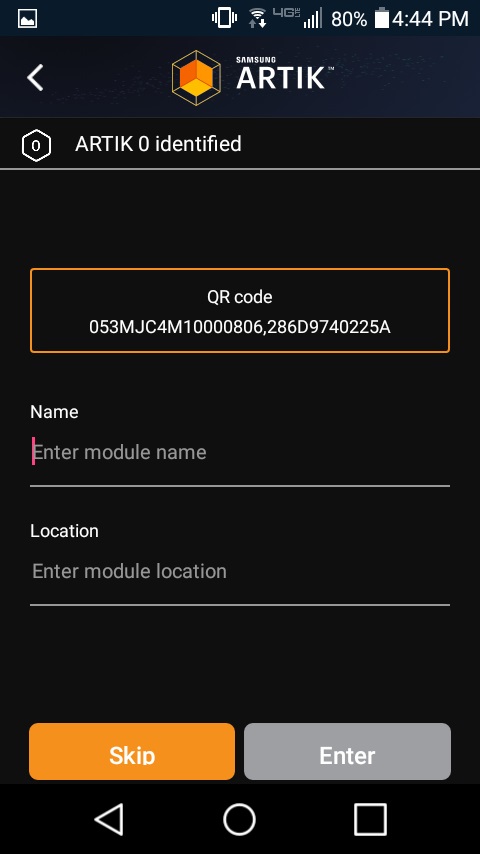 4G
80% 4:44 PM
SAMSUNG
ARTIK™
0
ARTIK 0 identified
QR code
053MJC4M10000806,286D9740225A
Name
Enter module name
Location
Enter module location
Skip
Enter